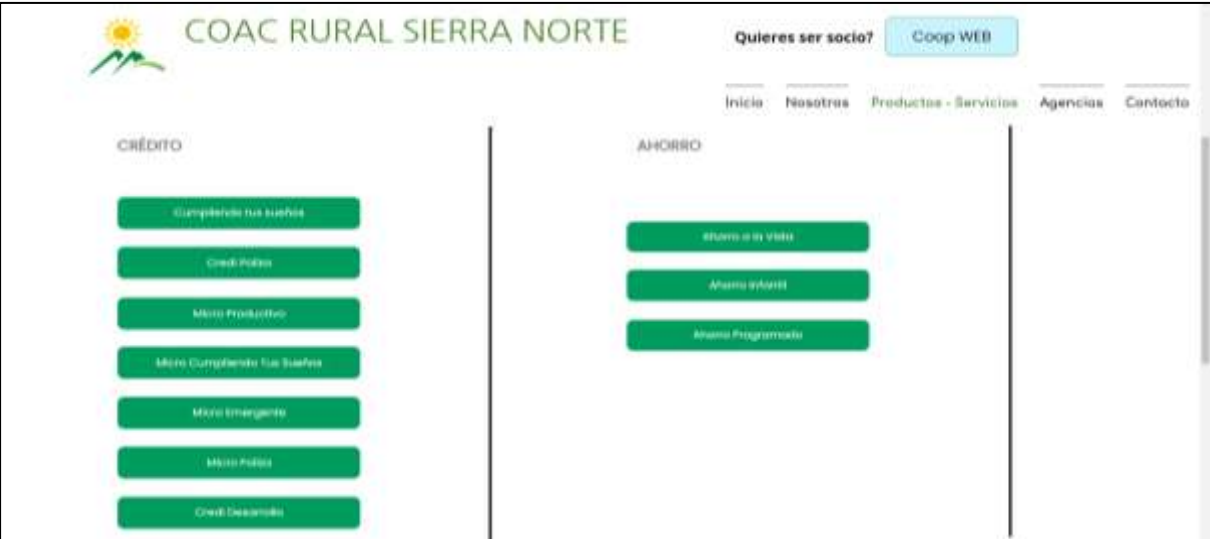 COAC RURAL SIERRA NORTE
Quieres ser socio?
Coop WEB
Inicio
Nosotros
Productos - Servicios
Agencias
Contacto
CRÉDITO
Cumpliendo tus sueños
Credi Poliza
Micro Productivo
Micro Cumpliendo Tus Sueños
Micro Emergente
Micro Poliza
Credi Desarrollo
AHORRO
Ahorro a la Vista
Ahorro Infantil
Ahorro Programado